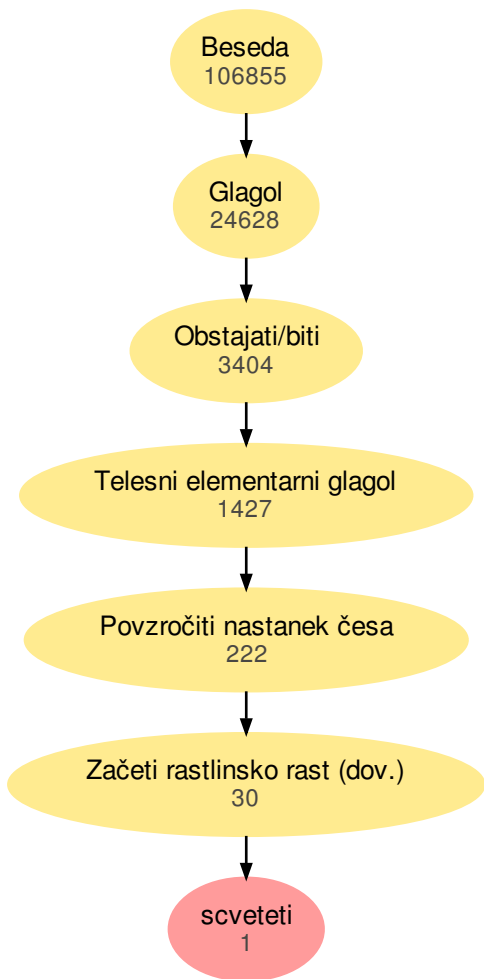 Beseda
106855
Glagol
24628
Obstajati/biti
3404
Telesni elementarni glagol
1427
Povzročiti nastanek česa
222
Začeti rastlinsko rast (dov.)
30
scveteti
1